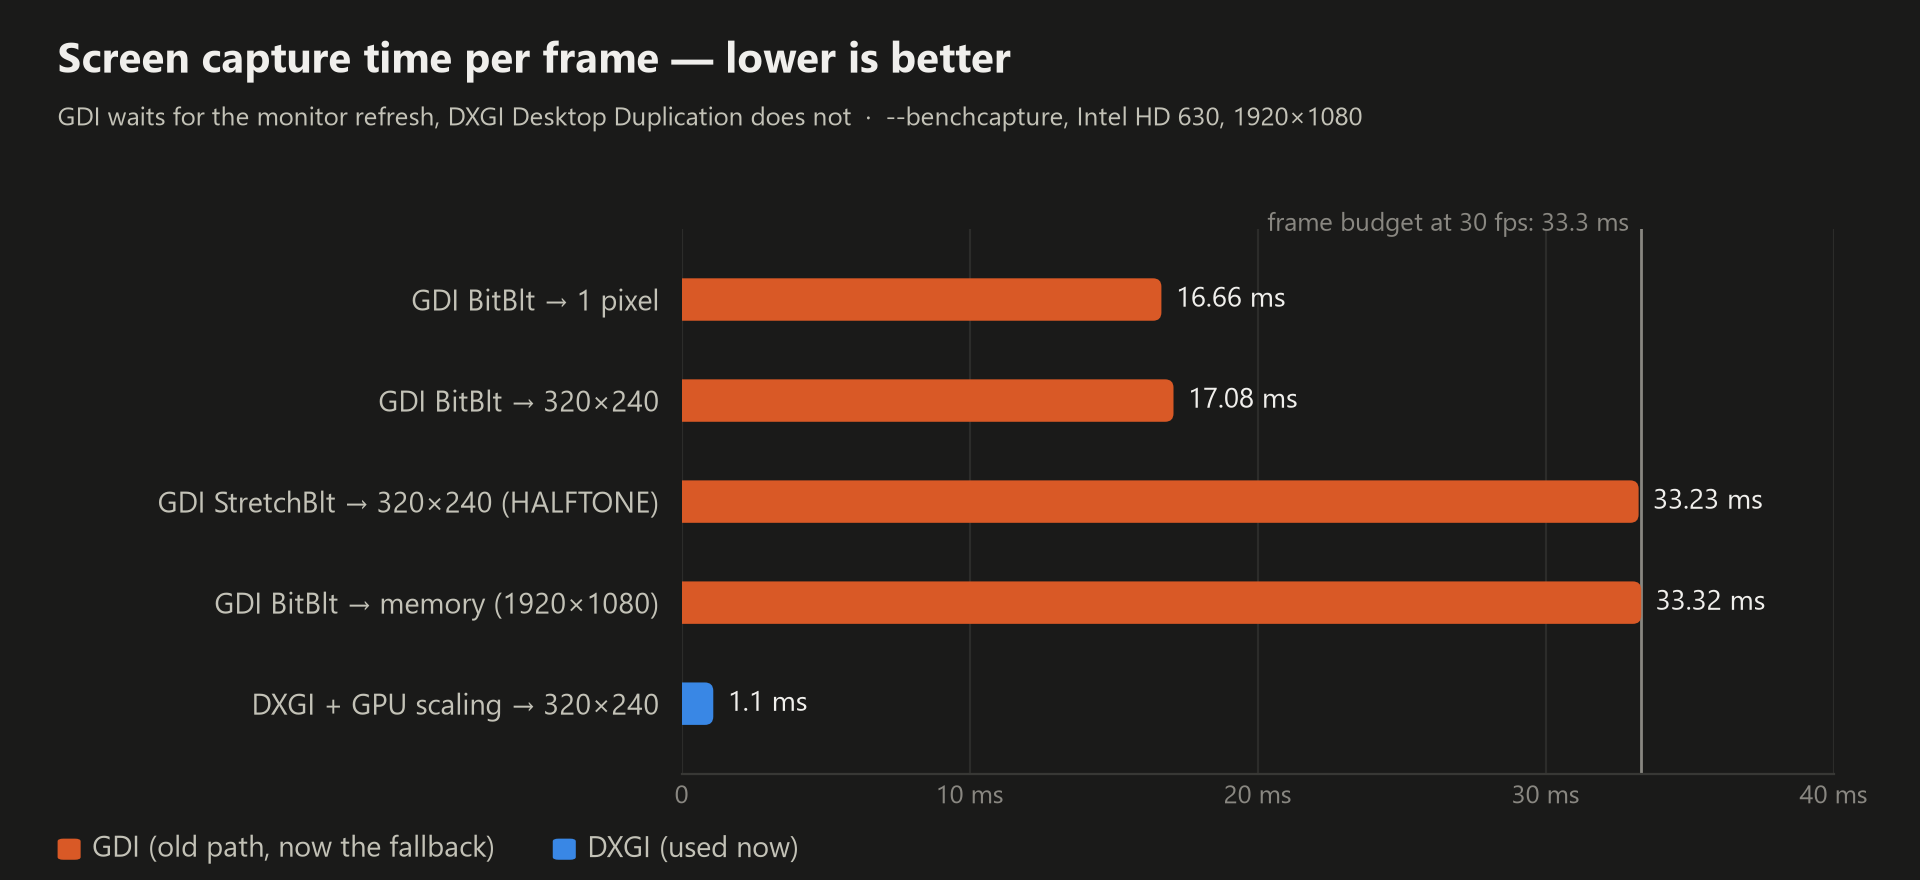 Screen capture time per frame — lower is better
GDI waits for the monitor refresh, DXGI Desktop Duplication does not · --benchcapture, Intel HD 630, 1920×1080
frame budget at 30 fps: 33.3 ms
GDI BitBlt → 1 pixel 16.66 ms
GDI BitBlt → 320×240 17.08 ms
GDI StretchBlt → 320×240 (HALFTONE) 33.23 ms
GDI BitBlt → memory (1920×1080) 33.32 ms
DXGI + GPU scaling → 320×240 1.1 ms
0 10 ms 20 ms 30 ms 40 ms
GDI (old path, now the fallback) DXGI (used now)